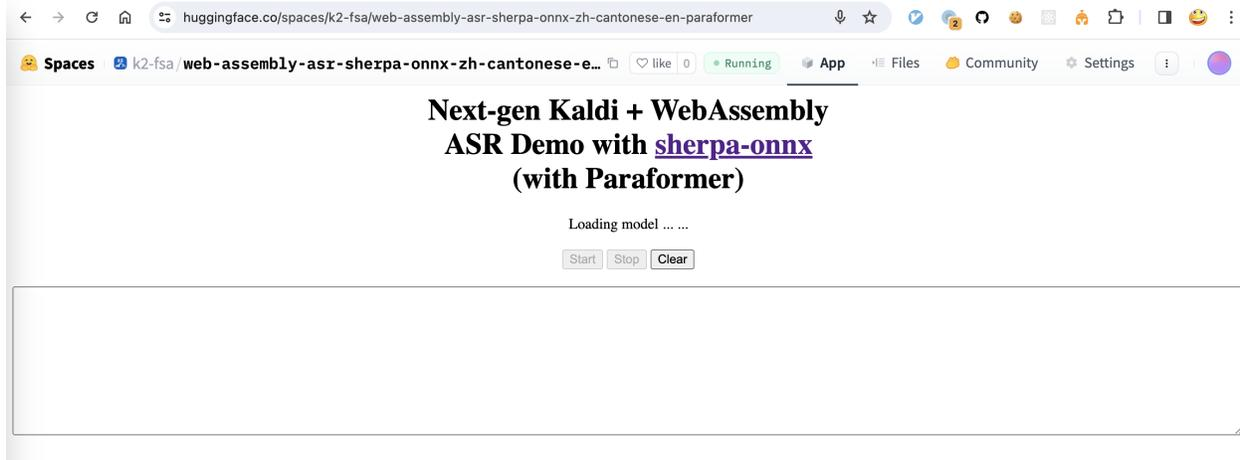 huggingface.co/spaces/k2-fsa/web-assembly-asr-sherpa-onnx-zh-cantonese-en-paraformer
2
Spaces k2-fsa/web-assembly-asr-sherpa-onnx-zh-cantonese-e... like 0 Running App Files Community Settings
Next-gen Kaldi + WebAssembly
ASR Demo with sherpa-onnx
(with Paraformer)
Loading model ... ...
Start Stop Clear